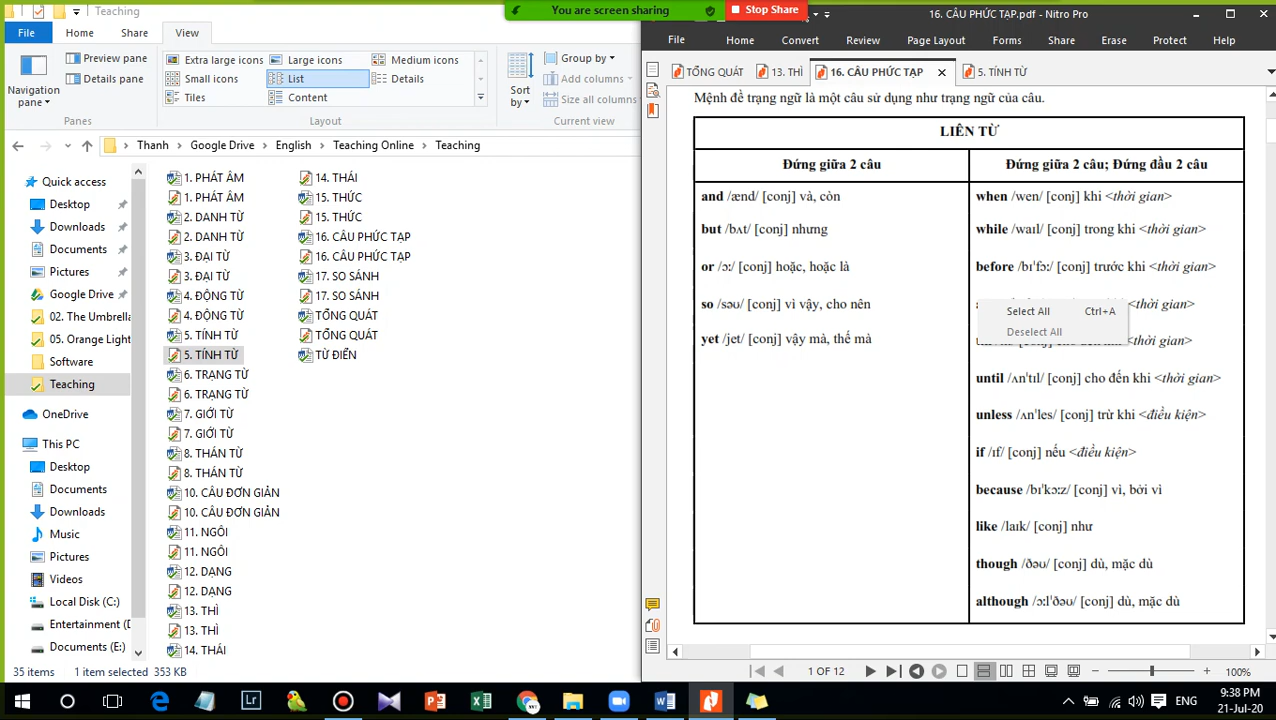 Teaching
You are screen sharing
Stop Share
File
Home
Share
View
Navigation pane
Preview pane
Details pane
Panes
Extra large icons
Large icons
Medium icons
Small icons
List
Details
Tiles
Content
Layout
Sort by
Group by
Add columns
Size all columns
Current view
Thanh
Google Drive
English
Teaching Online
Teaching
Quick access
Desktop
Downloads
Documents
Pictures
Google Drive
02. The Umbrella
05. Orange Light
Software
Teaching
OneDrive
This PC
Desktop
Documents
Downloads
Music
Pictures
Videos
Local Disk (C:)
Entertainment (D
Documents (E:)
1. PHÁT ÂM
1. PHÁT ÂM
2. DANH TỪ
2. DANH TỪ
3. ĐẠI TỪ
3. ĐẠI TỪ
4. ĐỘNG TỪ
4. ĐỘNG TỪ
5. TÍNH TỪ
5. TÍNH TỪ
6. TRẠNG TỪ
6. TRẠNG TỪ
7. GIỚI TỪ
7. GIỚI TỪ
8. THÁN TỪ
8. THÁN TỪ
10. CÂU ĐƠN GIẢN
10. CÂU ĐƠN GIẢN
11. NGÔI
11. NGÔI
12. DẠNG
12. DẠNG
13. THÌ
13. THÌ
14. THÁI
14. THÁI
15. THỨC
15. THỨC
16. CÂU PHỨC TẠP
16. CÂU PHỨC TẠP
17. SO SÁNH
17. SO SÁNH
TỔNG QUÁT
TỔNG QUÁT
TỪ ĐIỂN
35 items
1 item selected 353 KB
16. CÂU PHỨC TẠP.pdf - Nitro Pro
File
Home
Convert
Review
Page Layout
Forms
Share
Erase
Protect
Help
TỔNG QUÁT
13. THÌ
16. CÂU PHỨC TẠP
5. TÍNH TỪ
Mệnh đề trạng ngữ là một câu sử dụng như trạng ngữ của câu.
LIÊN TỪ
Đứng giữa 2 câu
Đứng giữa 2 câu; Đứng đầu 2 câu
and /ænd/ [conj] và, còn
but /bʌt/ [conj] nhưng
or /ɔː/ [conj] hoặc, hoặc là
so /səʊ/ [conj] vì vậy, cho nên
yet /jet/ [conj] vậy mà, thế mà
when /wen/ [conj] khi <thời gian>
while /waɪl/ [conj] trong khi <thời gian>
before /bɪˈfɔː/ [conj] trước khi <thời gian>
<thời gian>
<thời gian>
until /ʌnˈtɪl/ [conj] cho đến khi <thời gian>
unless /ʌnˈles/ [conj] trừ khi <điều kiện>
if /ɪf/ [conj] nếu <điều kiện>
because /bɪˈkɔːz/ [conj] vì, bởi vì
like /laɪk/ [conj] như
though /ðəʊ/ [conj] dù, mặc dù
although /ɔːlˈðəʊ/ [conj] dù, mặc dù
Select All Ctrl+A
Deselect All
1 OF 12
100%
ENG
9:38 PM
21-Jul-20